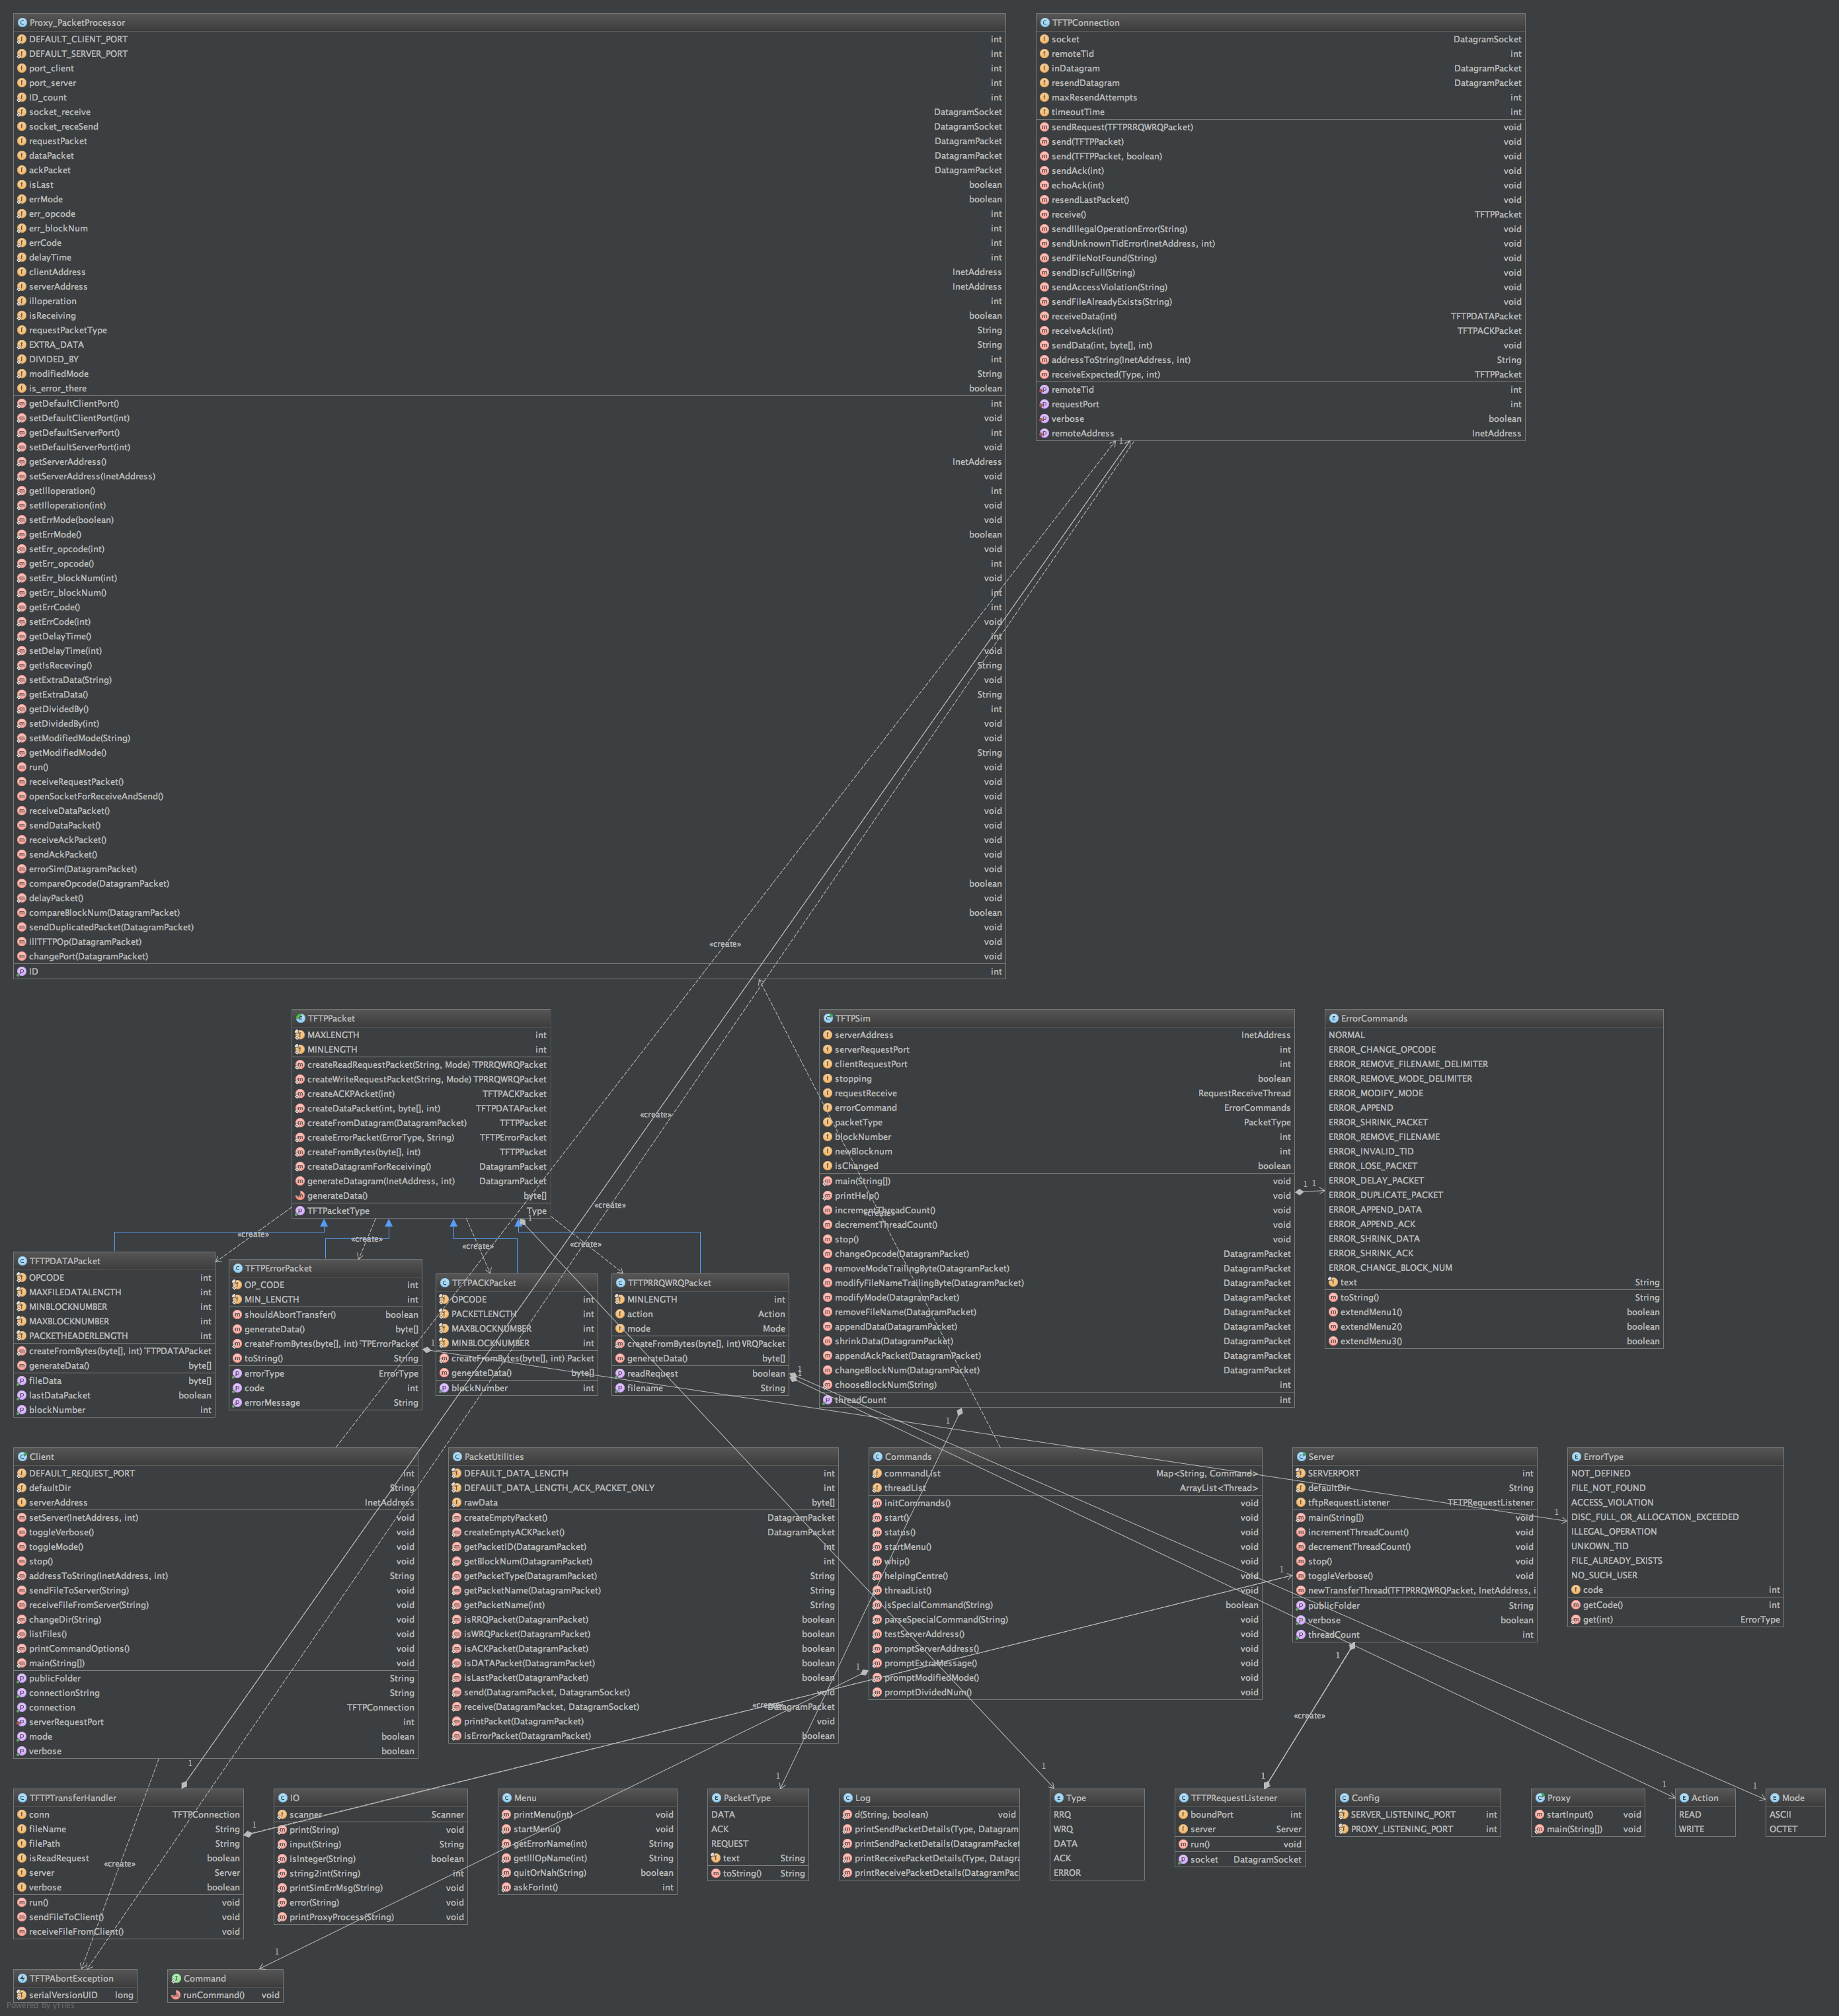 Proxy_PacketProcessor
DEFAULT_CLIENT_PORT int
DEFAULT_SERVER_PORT int
port_client int
port_server int
ID_count int
socket_receive DatagramSocket
socket_receSend DatagramSocket
requestPacket DatagramPacket
dataPacket DatagramPacket
ackPacket DatagramPacket
isLast boolean
errMode boolean
err_opcode int
err_blockNum int
errCode int
delayTime int
clientAddress InetAddress
serverAddress InetAddress
illoperation int
isReceiving boolean
requestPacketType String
EXTRA_DATA String
DIVIDED_BY int
modifiedMode String
is_error_there boolean
getDefaultClientPort() int
setDefaultClientPort(int) void
getDefaultServerPort() int
setDefaultServerPort(int) void
getServerAddress() InetAddress
setServerAddress(InetAddress) void
getIlloperation() int
setIlloperation(int) void
setErrMode(boolean) void
getErrMode() boolean
setErr_opcode(int) void
getErr_opcode() int
setErr_blockNum(int) void
getErr_blockNum() int
getErrCode() int
setErrCode(int) void
getDelayTime() int
setDelayTime(int) void
getIsReceving() String
setExtraData(String) void
getExtraData() String
getDividedBy() int
setDividedBy(int) void
setModifiedMode(String) void
getModifiedMode() String
run() void
receiveRequestPacket() void
openSocketForReceiveAndSend() void
receiveDataPacket() void
sendDataPacket() void
receiveAckPacket() void
sendAckPacket() void
errorSim(DatagramPacket) void
compareOpcode(DatagramPacket) boolean
delayPacket() void
compareBlockNum(DatagramPacket) boolean
sendDuplicatedPacket(DatagramPacket) void
illTFTPOp(DatagramPacket) void
changePort(DatagramPacket) void
ID int
TFTPConnection
socket DatagramSocket
remoteTid int
inDatagram DatagramPacket
resendDatagram DatagramPacket
maxResendAttempts int
timeoutTime int
sendRequest(TFTPRRQWRQPacket) void
send(TFTPPacket) void
send(TFTPPacket, boolean) void
sendAck(int) void
echoAck(int) void
resendLastPacket() void
receive() TFTPPacket
sendIllegalOperationError(String) void
sendUnknownTidError(InetAddress, int) void
sendFileNotFound(String) void
sendDiscFull(String) void
sendAccessViolation(String) void
sendFileAlreadyExists(String) void
receiveData(int) TFTPDATAPacket
receiveAck(int) TFTPACKPacket
sendData(int, byte[], int) void
addressToString(InetAddress, int) String
receiveExpected(Type, int) TFTPPacket
remoteTid int
requestPort int
verbose boolean
remoteAddress InetAddress
1
«create»
«create»
«create»
TFTPPacket
MAXLENGTH int
MINLENGTH int
createReadRequestPacket(String, Mode) TPRRQWRQPacket
createWriteRequestPacket(String, Mode) TPRRQWRQPacket
createACKPAcket(int) TFTPACKPacket
createDataPacket(int, byte[], int) TFTPDATAPacket
createFromDatagram(DatagramPacket) TFTPPacket
createErrorPacket(ErrorType, String) TFTPErrorPacket
createFromBytes(byte[], int) TFTPPacket
createDatagramForReceiving() DatagramPacket
generateDatagram(InetAddress, int) DatagramPacket
generateData() byte[]
TFTPacketType Type
1
«create»
«create»
«create»
«create»
TFTPSim
serverAddress InetAddress
serverRequestPort int
clientRequestPort int
stopping boolean
requestReceive RequestReceiveThread
errorCommand ErrorCommands
packetType PacketType
blockNumber int
newBlocknum int
isChanged boolean
main(String[]) void
printHelp() void
incrementThreadCount() void
«create»
decrementThreadCount() void
stop() void
changeOpcode(DatagramPacket) DatagramPacket
removeModeTrailingByte(DatagramPacket) DatagramPacket
modifyFileNameTrailingByte(DatagramPacket) DatagramPacket
modifyMode(DatagramPacket) DatagramPacket
removeFileName(DatagramPacket) DatagramPacket
appendData(DatagramPacket) DatagramPacket
shrinkData(DatagramPacket) DatagramPacket
appendAckPacket(DatagramPacket) DatagramPacket
changeBlockNum(DatagramPacket) DatagramPacket
chooseBlockNum(String) int
threadCount int
1 1
ErrorCommands
NORMAL
ERROR_CHANGE_OPCODE
ERROR_REMOVE_FILENAME_DELIMITER
ERROR_REMOVE_MODE_DELIMITER
ERROR_MODIFY_MODE
ERROR_APPEND
ERROR_SHRINK_PACKET
ERROR_REMOVE_FILENAME
ERROR_INVALID_TID
ERROR_LOSE_PACKET
ERROR_DELAY_PACKET
ERROR_DUPLICATE_PACKET
ERROR_APPEND_DATA
ERROR_APPEND_ACK
ERROR_SHRINK_DATA
ERROR_SHRINK_ACK
ERROR_CHANGE_BLOCK_NUM
text String
toString() String
extendMenu1() boolean
extendMenu2() boolean
extendMenu3() boolean
TFTPDATAPacket
OPCODE int
MAXFILEDATALENGTH int
MINBLOCKNUMBER int
MAXBLOCKNUMBER int
PACKETHEADERLENGTH int
createFromBytes(byte[], int) FTPDATAPacket
generateData() byte[]
fileData byte[]
lastDataPacket boolean
blockNumber int
TFTPErrorPacket
OP_CODE int
MIN_LENGTH int
shouldAbortTransfer() boolean
generateData() byte[]
createFromBytes(byte[], int) TPErrorPacket
toString() String
errorType ErrorType
code int
errorMessage String
1
TFTPACKPacket
OPCODE int
PACKETLENGTH int
MAXBLOCKNUMBER int
MINBLOCKNUMBER int
createFromBytes(byte[], int) Packet
generateData() byte[]
blockNumber int
TFTPRRQWRQPacket
MINLENGTH int
action Action
mode Mode
createFromBytes(byte[], int) VRQPacket
generateData() byte[]
readRequest boolean
filename String
1
1
Client
DEFAULT_REQUEST_PORT int
defaultDir String
serverAddress InetAddress
setServer(InetAddress, int) void
toggleVerbose() void
toggleMode() void
stop() void
addressToString(InetAddress, int) String
sendFileToServer(String) void
receiveFileFromServer(String) void
changeDir(String) void
listFiles() void
printCommandOptions() void
main(String[]) void
publicFolder String
connectionString String
connection TFTPConnection
serverRequestPort int
mode boolean
verbose boolean
PacketUtilities
DEFAULT_DATA_LENGTH int
DEFAULT_DATA_LENGTH_ACK_PACKET_ONLY int
rawData byte[]
createEmptyPacket() DatagramPacket
createEmptyACKPacket() DatagramPacket
getPacketID(DatagramPacket) int
getBlockNum(DatagramPacket) int
getPacketType(DatagramPacket) String
getPacketName(DatagramPacket) String
getPacketName(int) String
isRRQPacket(DatagramPacket) boolean
isWRQPacket(DatagramPacket) boolean
isACKPacket(DatagramPacket) boolean
isDATAPacket(DatagramPacket) boolean
isLastPacket(DatagramPacket) boolean
send(DatagramPacket, DatagramSocket) void
receive(DatagramPacket, DatagramSocket) DatagramPacket
printPacket(DatagramPacket) void
isErrorPacket(DatagramPacket) boolean
«create»
1
Commands
commandList Map<String, Command>
threadList ArrayList<Thread>
initCommands() void
start() void
status() void
startMenu() void
whip() void
helpingCentre() void
threadList() void
isSpecialCommand(String) boolean
parseSpecialCommand(String) void
testServerAddress() void
promptServerAddress() void
promptExtraMessage() void
promptModifiedMode() void
promptDividedNum() void
1
1
Server
SERVERPORT int
defaultDir String
tftpRequestListener TFTPRequestListener
main(String[]) void
incrementThreadCount() void
decrementThreadCount() void
stop() void
toggleVerbose() void
newTransferThread(TFTPRRQWRQPacket, InetAddress, i
publicFolder String
verbose boolean
threadCount int
1
«create»
1
ErrorType
NOT_DEFINED
FILE_NOT_FOUND
ACCESS_VIOLATION
DISC_FULL_OR_ALLOCATION_EXCEEDED
ILLEGAL_OPERATION
UNKOWN_TID
FILE_ALREADY_EXISTS
NO_SUCH_USER
code int
getCode() int
get(int) ErrorType
1
1
1
1
1
TFTPTransferHandler
conn TFTPConnection
fileName String
filePath String
isReadRequest boolean
server Server
verbose boolean
run() void
sendFileToClient() void
receiveFileFromClient() void
1
«create»
IO
scanner Scanner
print(String) void
input(String) String
isInteger(String) boolean
string2int(String) int
printSimErrMsg(String) void
error(String) void
printProxyProcess(String) void
Menu
printMenu(int) void
startMenu() void
getErrorName(int) String
getIllOpName(int) String
quitOrNah(String) boolean
askForInt() int
PacketType
DATA
ACK
REQUEST
text String
toString() String
Log
d(String, boolean) void
printSendPacketDetails(Type, Datagram
printSendPacketDetails(DatagramPacket
printReceivePacketDetails(Type, Datagra
printReceivePacketDetails(DatagramPac
Type
RRQ
WRQ
DATA
ACK
ERROR
TFTPRequestListener
boundPort int
server Server
run() void
socket DatagramSocket
Config
SERVER_LISTENING_PORT int
PROXY_LISTENING_PORT int
Proxy
startInput() void
main(String[]) void
Action
READ
WRITE
Mode
ASCII
OCTET
1
TFTPAbortException
serialVersionUID long
Command
runCommand() void
Powered by yFiles